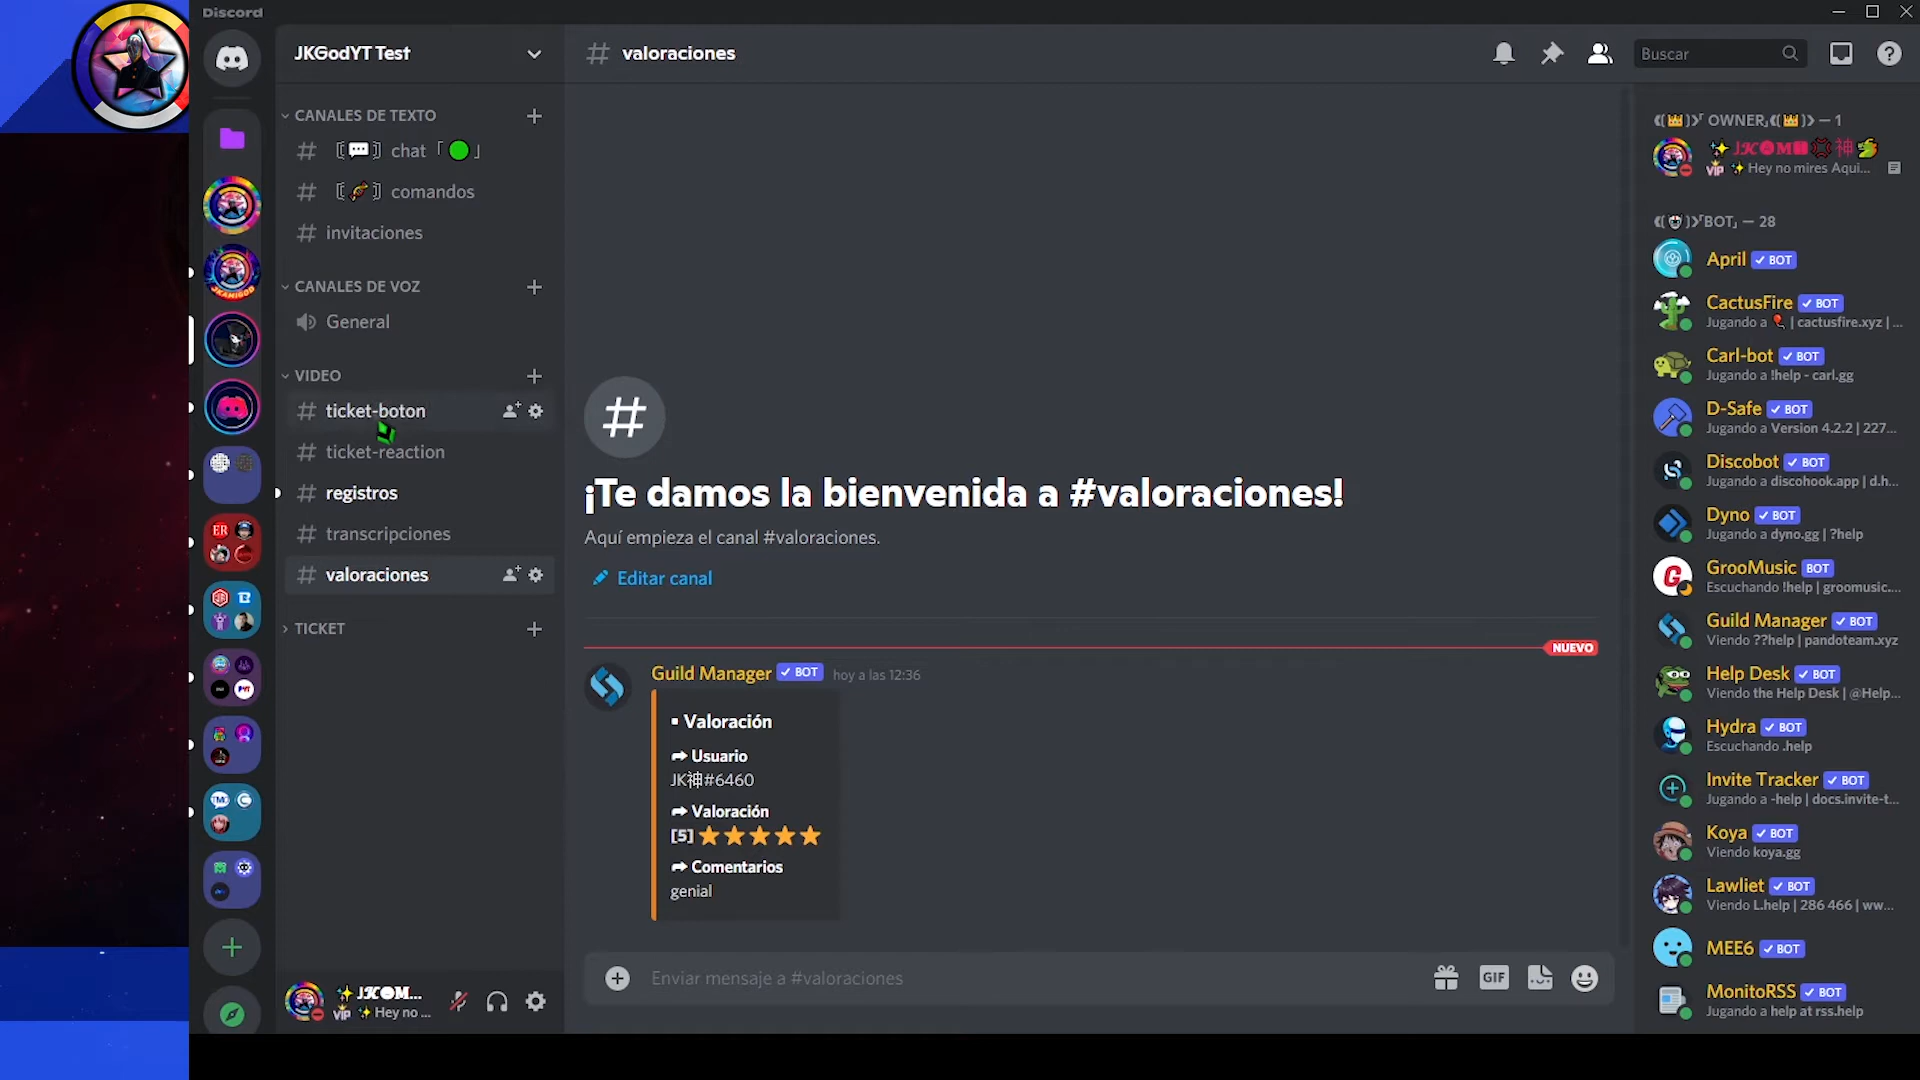 Discord
JKGodYT Test
CANALES DE TEXTO
chat
comandos
invitaciones
CANALES DE VOZ
General
VIDEO
ticket-boton
ticket-reaction
registros
transcripciones
valoraciones
TICKET
Hey no ...
# valoraciones
Buscar
¡Te damos la bienvenida a #valoraciones!
Aquí empieza el canal #valoraciones.
Editar canal
NUEVO
Guild Manager ✓ BOT hoy a las 12:36
▪ Valoración
Usuario
JK神#6460
Valoración
[5] ⭐⭐⭐⭐⭐
Comentarios
genial
Enviar mensaje a #valoraciones
GIF
OWNER — 1
VIP ✨ Hey no mires Aqui...
BOT — 28
April ✓ BOT
CactusFire ✓ BOT
Jugando a 🎈 | cactusfire.xyz | ...
Carl-bot ✓ BOT
Jugando a !help - carl.gg
D-Safe ✓ BOT
Jugando a Version 4.2.2 | 227...
Discobot ✓ BOT
Jugando a discohook.app | d.h...
Dyno ✓ BOT
Jugando a dyno.gg | ?help
GrooMusic BOT
Escuchando !help | groomusic....
Guild Manager ✓ BOT
Viendo ??help | pandoteam.xyz
Help Desk ✓ BOT
Viendo the Help Desk | @Help...
Hydra ✓ BOT
Escuchando .help
Invite Tracker ✓ BOT
Jugando a -help | docs.invite-t...
Koya ✓ BOT
Viendo koya.gg
Lawliet ✓ BOT
Viendo L.help | 286 466 | ww...
MEE6 ✓ BOT
MonitoRSS ✓ BOT
Jugando a help at rss.help